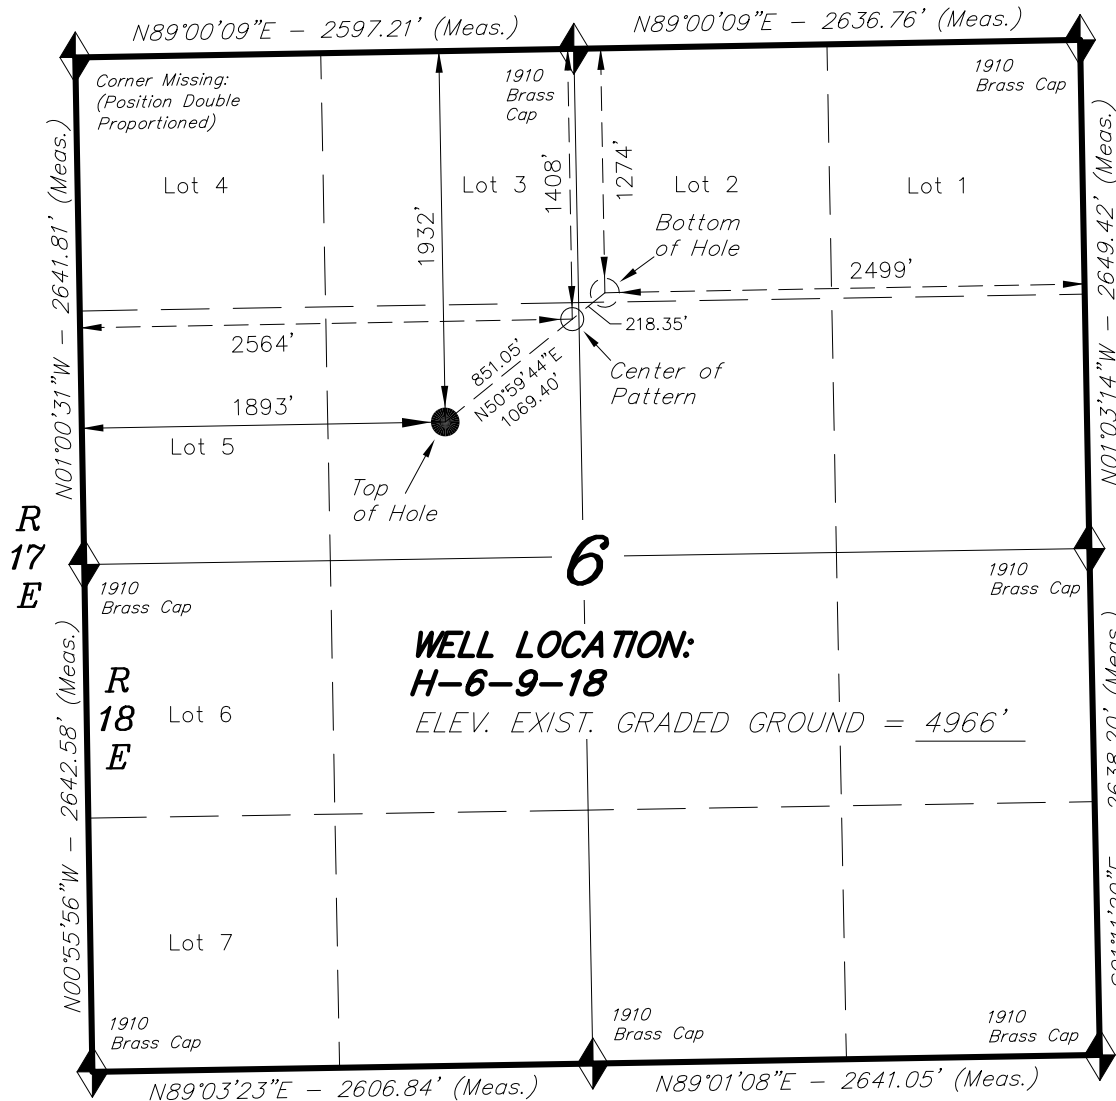 N89°00'09"E - 2597.21' (Meas.)
N89°00'09"E - 2636.76' (Meas.)
Corner Missing:
(Position Double
Proportioned)
1910
Brass
Cap
1910
Brass Cap
N01°00'31"W - 2641.81' (Meas.)
N01°03'14"W - 2649.42' (Meas.)
Lot 4
Lot 3
Lot 2
Lot 1
1932'
1408'
1274'
Bottom
of Hole
2499'
218.35'
2564'
Center of
Pattern
851.05'
N50°59'44"E
1069.40'
1893'
Lot 5
Top
of Hole
R
17
E
6
1910
Brass Cap
1910
Brass Cap
WELL LOCATION:
H-6-9-18
ELEV. EXIST. GRADED GROUND = 4966'
R
18
E
Lot 6
N00°55'56"W - 2642.58' (Meas.)
2638.20' (Meas.)
Lot 7
1910
Brass Cap
1910
Brass Cap
1910
Brass Cap
N89°03'23"E - 2606.84' (Meas.)
N89°01'08"E - 2641.05' (Meas.)